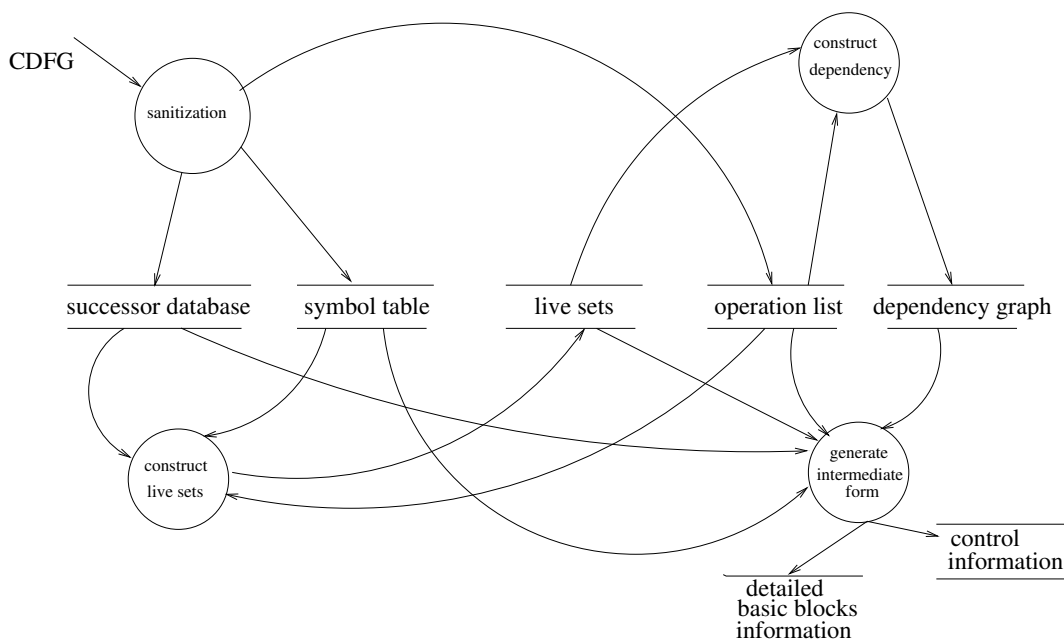 CDFG
sanitization
construct
dependency
successor database
symbol table
live sets
operation list
dependency graph
construct
live sets
generate
intermediate
form
control
information
detailed
basic blocks
information